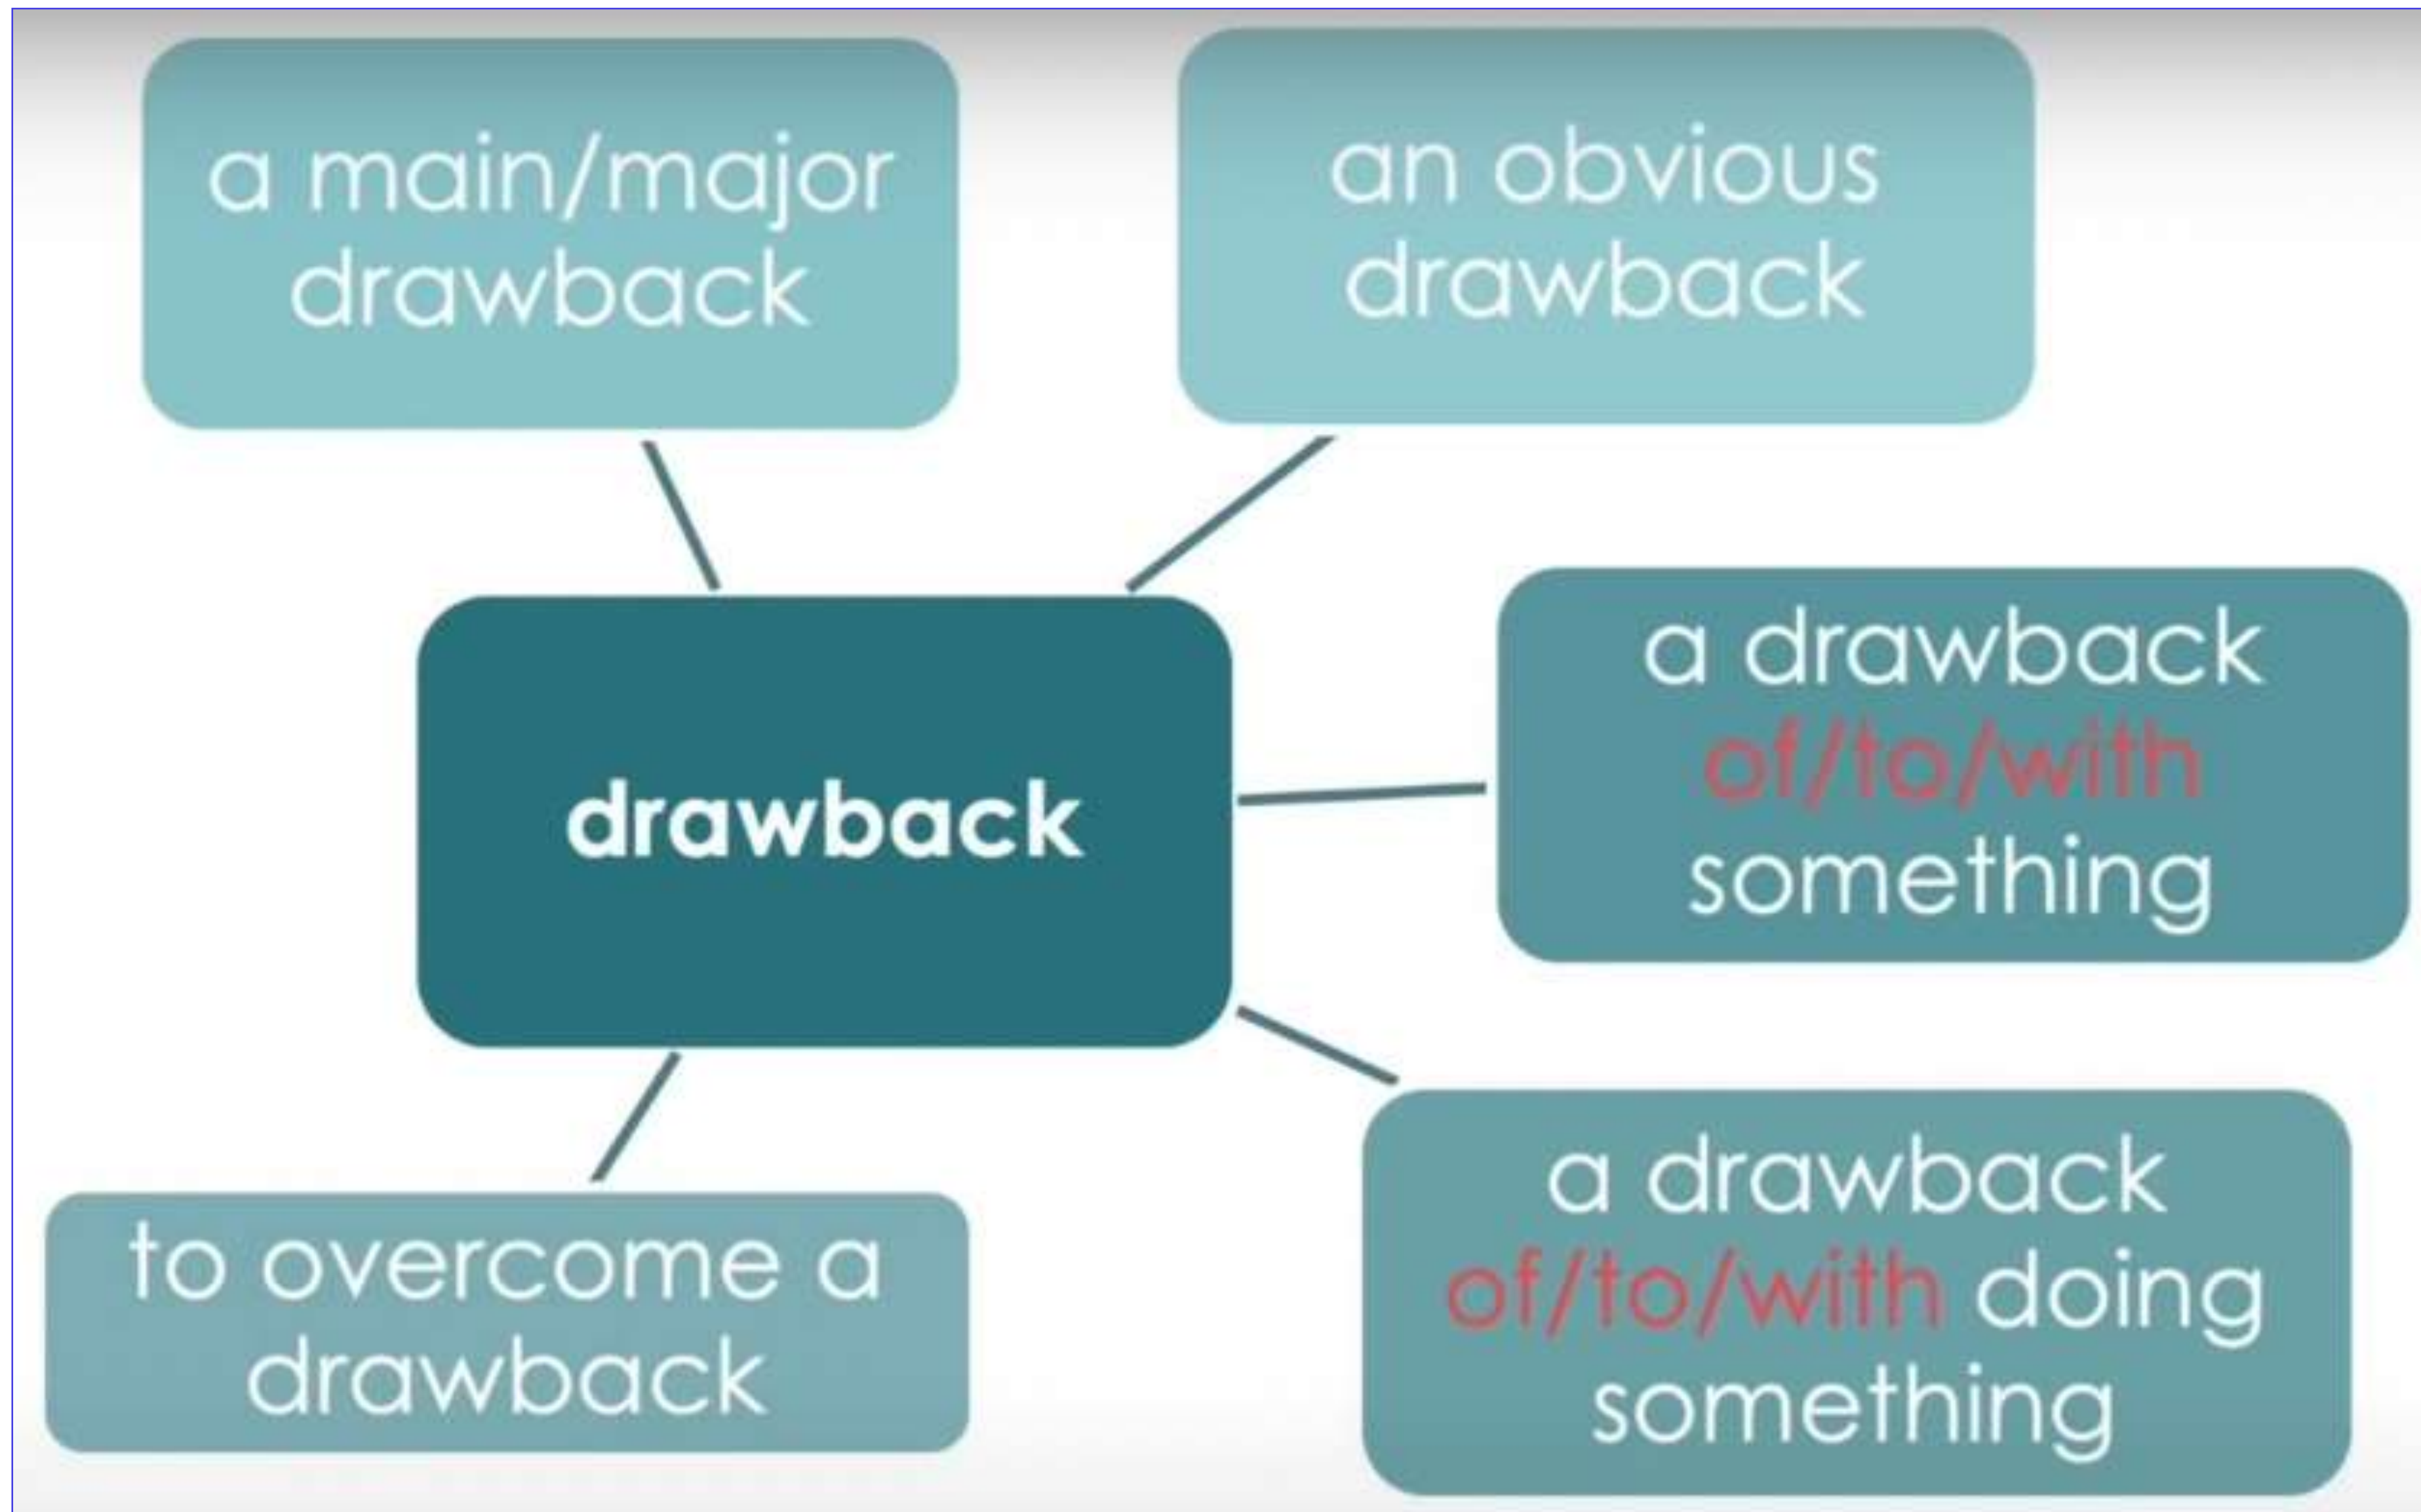 a main/major
drawback
an obvious
drawback
drawback
a drawback
of/to/with
something
a drawback
of/to/with doing
something
to overcome a
drawback